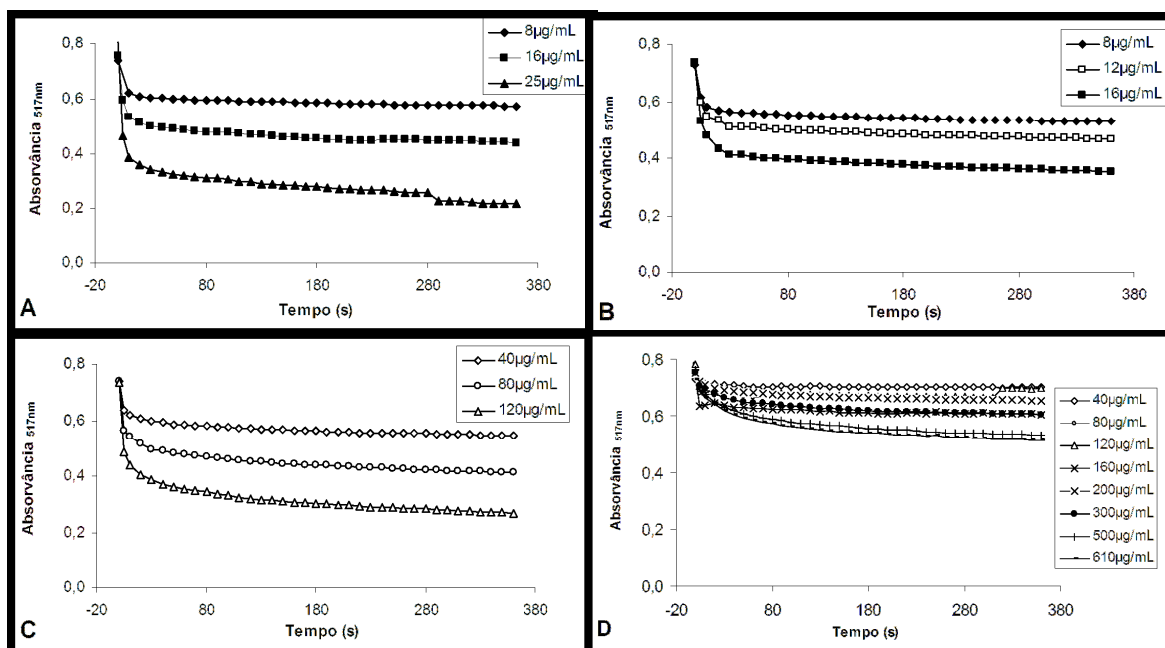 0,8
0,6
0,4
0,2
0,0
-20 80 180 280 380
Absorvância 517nm
Tempo (s)
8µg/mL
16µg/mL
25µg/mL
A
0,8
0,6
0,4
0,2
0,0
-20 80 180 280 360
Absorvância 517nm
Tempo (s)
8µg/mL
12µg/mL
16µg/mL
B
0,8
0,6
0,4
0,2
0,0
-20 80 180 280 380
Absorvância 517nm
Tempo (s)
40µg/mL
80µg/mL
120µg/mL
C
0,8
0,6
0,4
0,2
0,0
-20 80 180 280 380
Absorvância 517nm
Tempo (s)
40µg/mL
80µg/mL
120µg/mL
160µg/mL
200µg/mL
300µg/mL
500µg/mL
610µg/mL
D